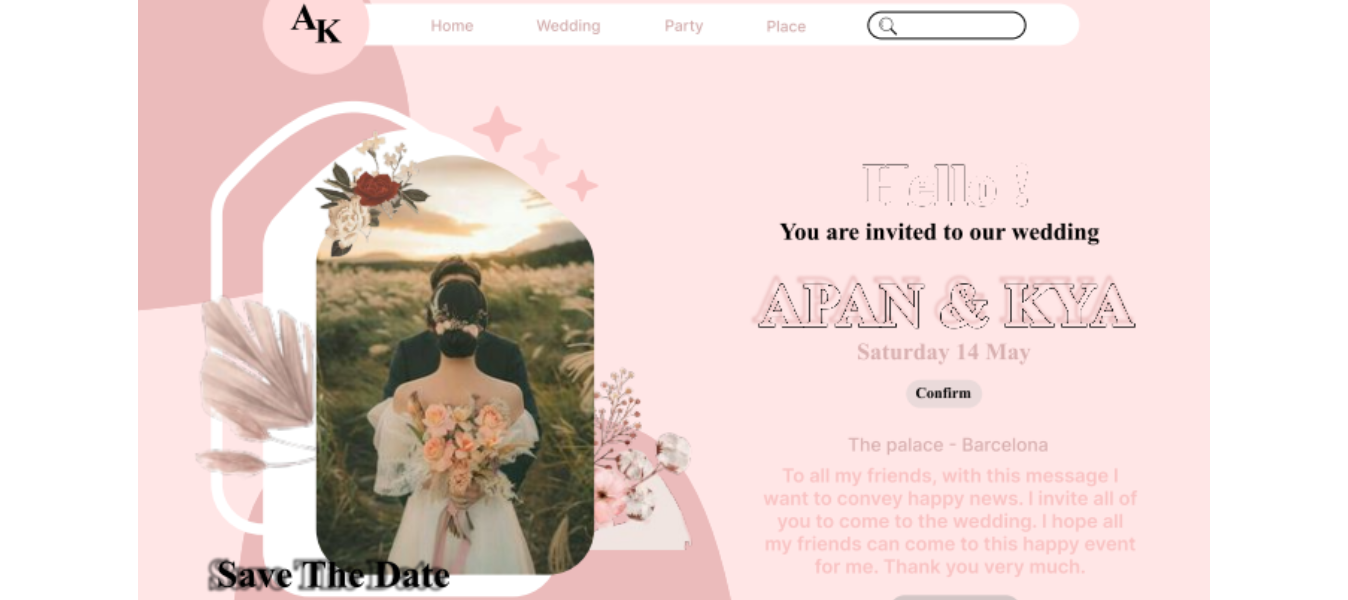 AK
Home Wedding Party Place
Hello !
You are invited to our wedding
APAN & KYA
Saturday 14 May
Confirm
The palace - Barcelona
To all my friends, with this message I
want to convey happy news. I invite all of
you to come to the wedding. I hope all
my friends can come to this happy event
for me. Thank you very much.
Save The Date